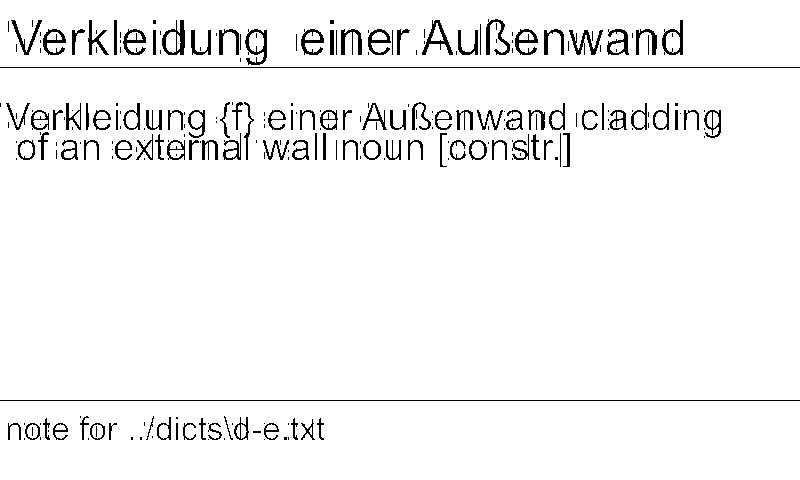 Verkleidung einer Außenwand
Verkleidung {f} einer Außenwand cladding
of an external wall noun [constr.]
note for ../dicts\d-e.txt